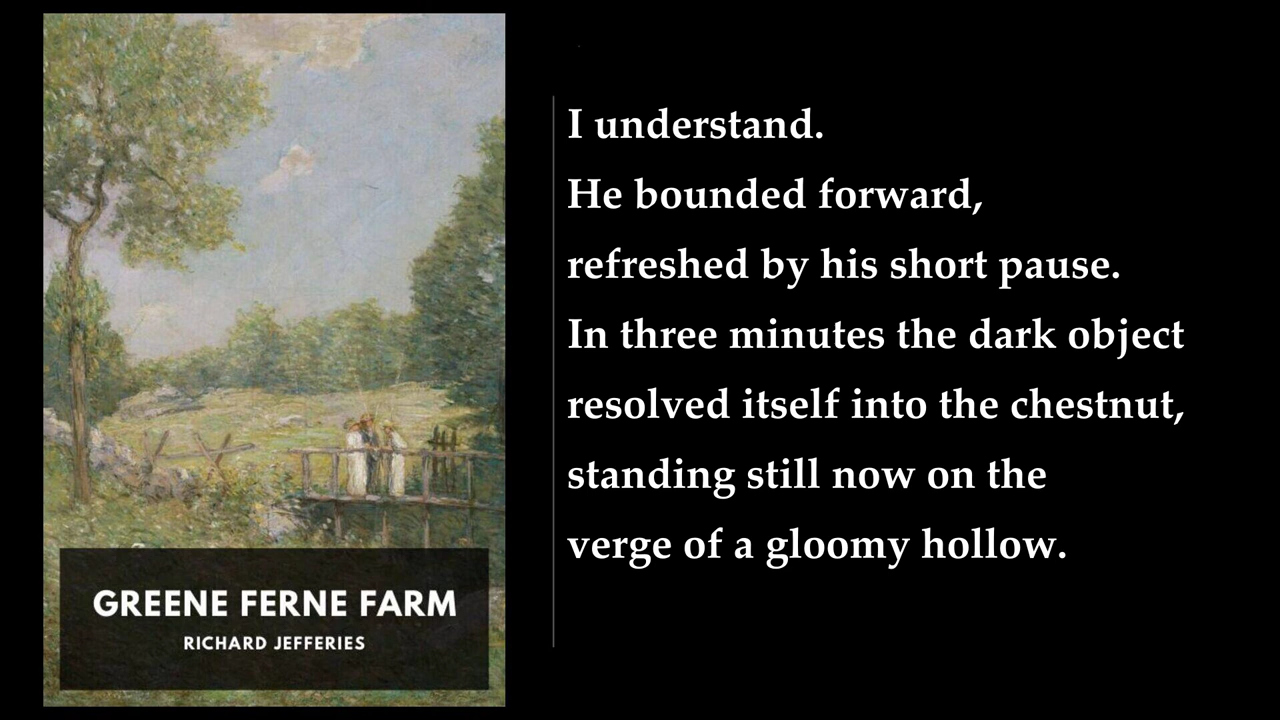 GREENE FERNE FARM
RICHARD JEFFERIES
I understand.
He bounded forward,
refreshed by his short pause.
In three minutes the dark object
resolved itself into the chestnut,
standing still now on the
verge of a gloomy hollow.